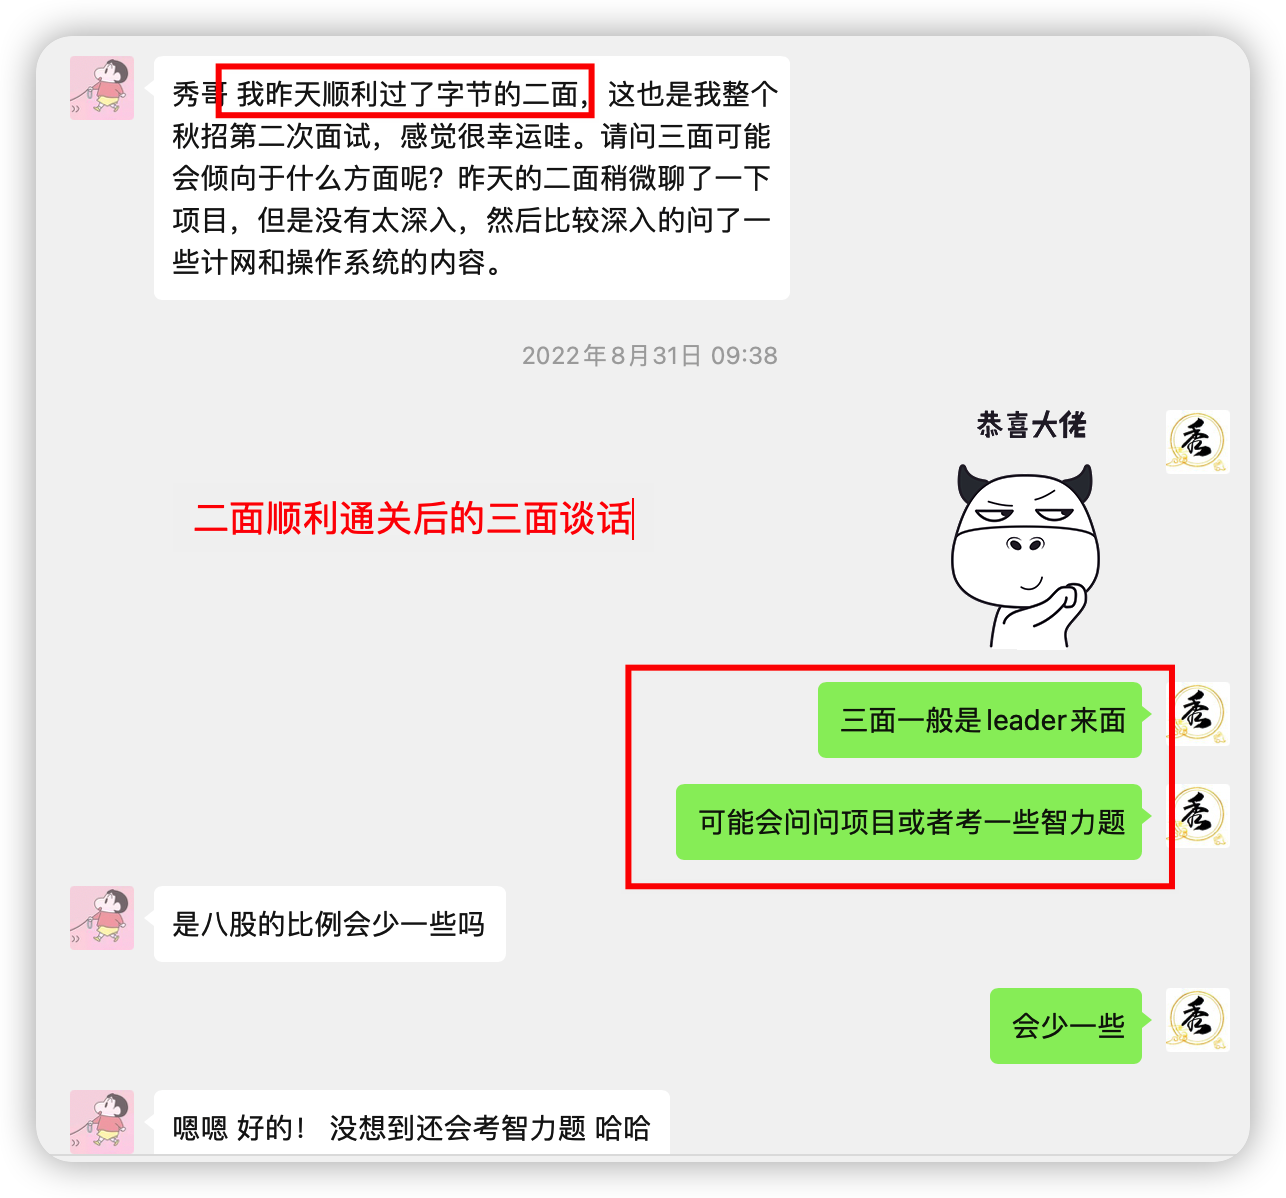 秀哥 我昨天顺利过了字节的二面，这也是我整个
秋招第二次面试，感觉很幸运哇。请问三面可能
会倾向于什么方面呢？昨天的二面稍微聊了一下
项目，但是没有太深入，然后比较深入的问了一
些计网和操作系统的内容。
2022年8月31日 09:38
恭喜大佬
秀
二面顺利通关后的三面谈话
三面一般是leader来面
秀
可能会问问项目或者考一些智力题
秀
是八股的比例会少一些吗
会少一些
秀
嗯嗯 好的！ 没想到还会考智力题 哈哈